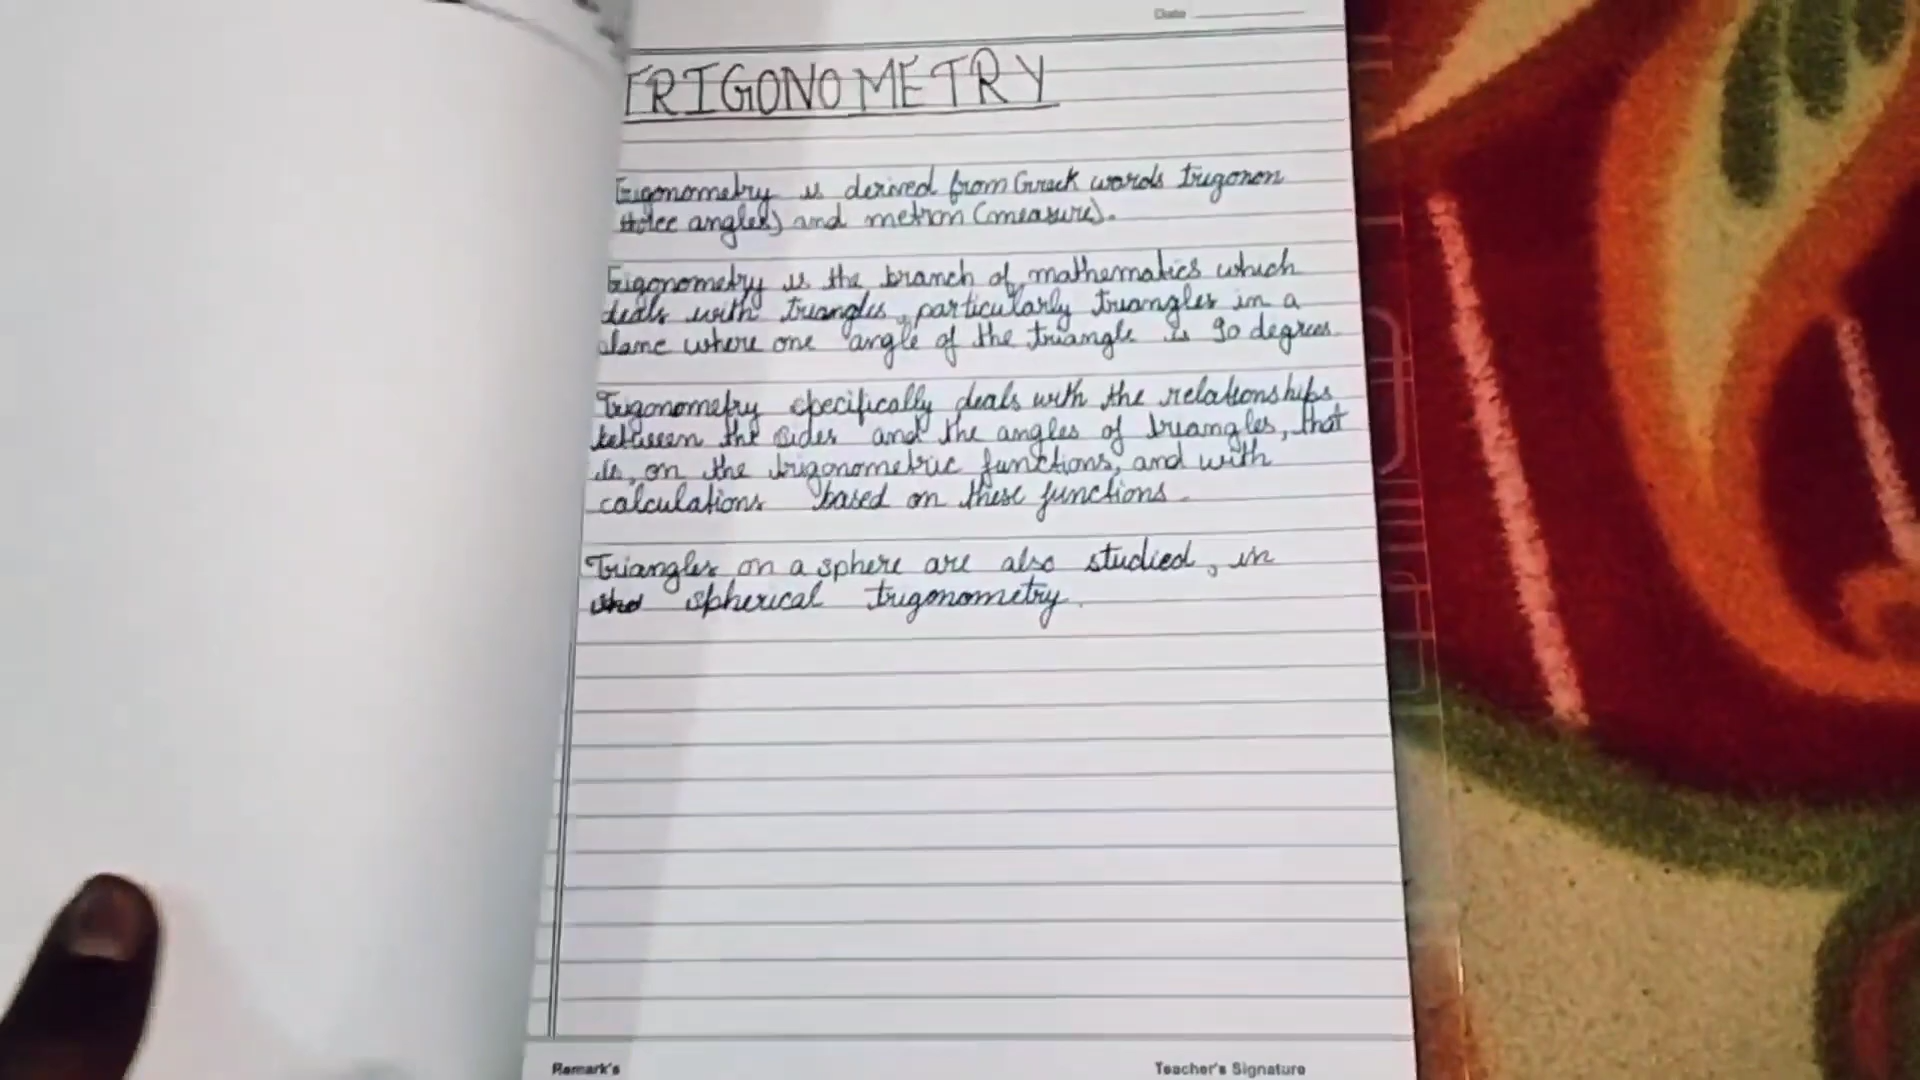 Date
TRIGONOMETRY
Trigonometry is derived from Greek words trigonon
three angles) and metron (measure).
Trigonometry is the branch of mathematics which
deals with triangles, particularly triangles in a
plane where one angle of the triangle is 90 degrees.
Trigonometry specifically deals with the relationships
between the sides and the angles of triangles, that
is, on the trigonometric functions, and with
calculations based on these functions.
Triangles on a sphere are also studied, in
spherical trigonometry.
Remark's
Teacher's Signature